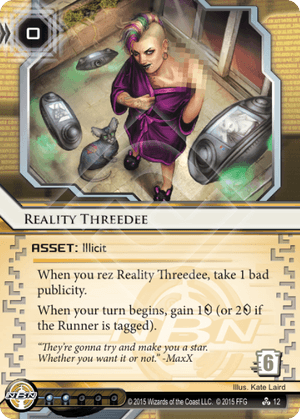 0
REALITY THREEDEE
ASSET: Illicit
When you rez Reality Threedee, take 1 bad
publicity.
When your turn begins, gain 1 (or 2 if
the Runner is tagged).
“They’re gonna try and make you a star.
Whether you want it or not.” -MaxX
6
NBN
Illus. Kate Laird
NBN
© 2015 Wizards of the Coast LLC. © 2015 FFG
12